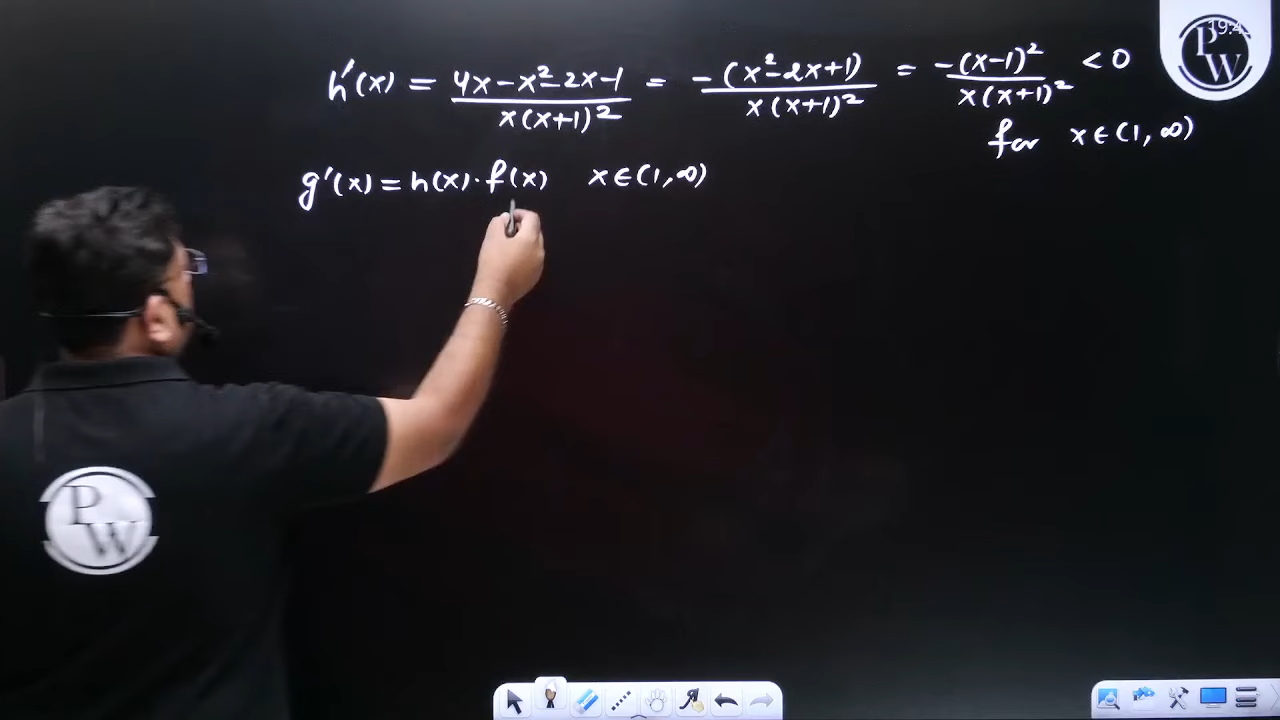 h'(x) = 4x-x²-2x-1 / x(x+1)² = -(x²-2x+1) / x(x+1)² = -(x-1)² / x(x+1)² < 0
for x∈(1,∞)
g'(x) = h(x)·f(x) x∈(1,∞)
PW
PW